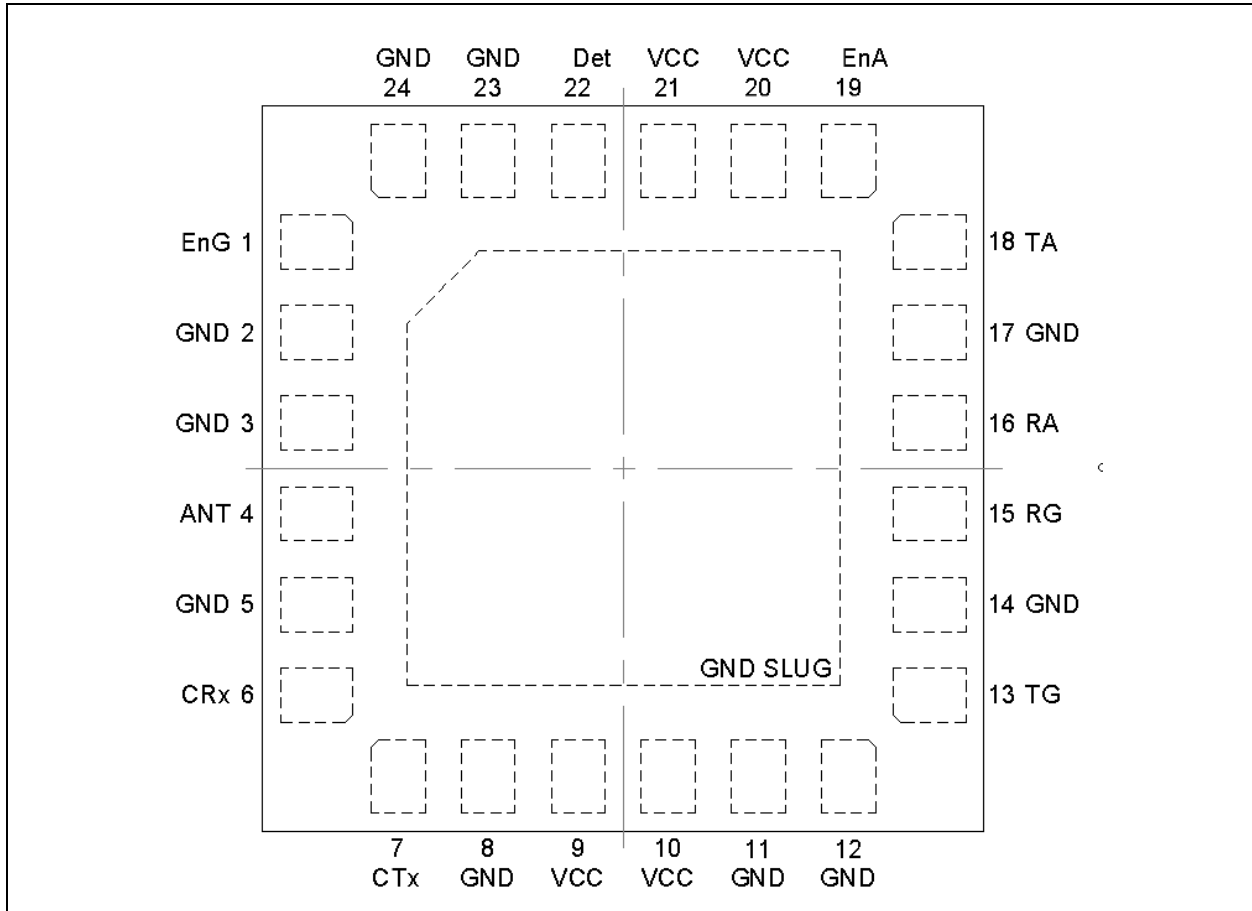 GND GND Det VCC VCC EnA
24 23 22 21 20 19
EnG 1
18 TA
GND 2
17 GND
GND 3
16 RA
ANT 4
15 RG
GND 5
14 GND
GND SLUG
CRx 6
13 TG
7 8 9 10 11 12
CTx GND VCC VCC GND GND